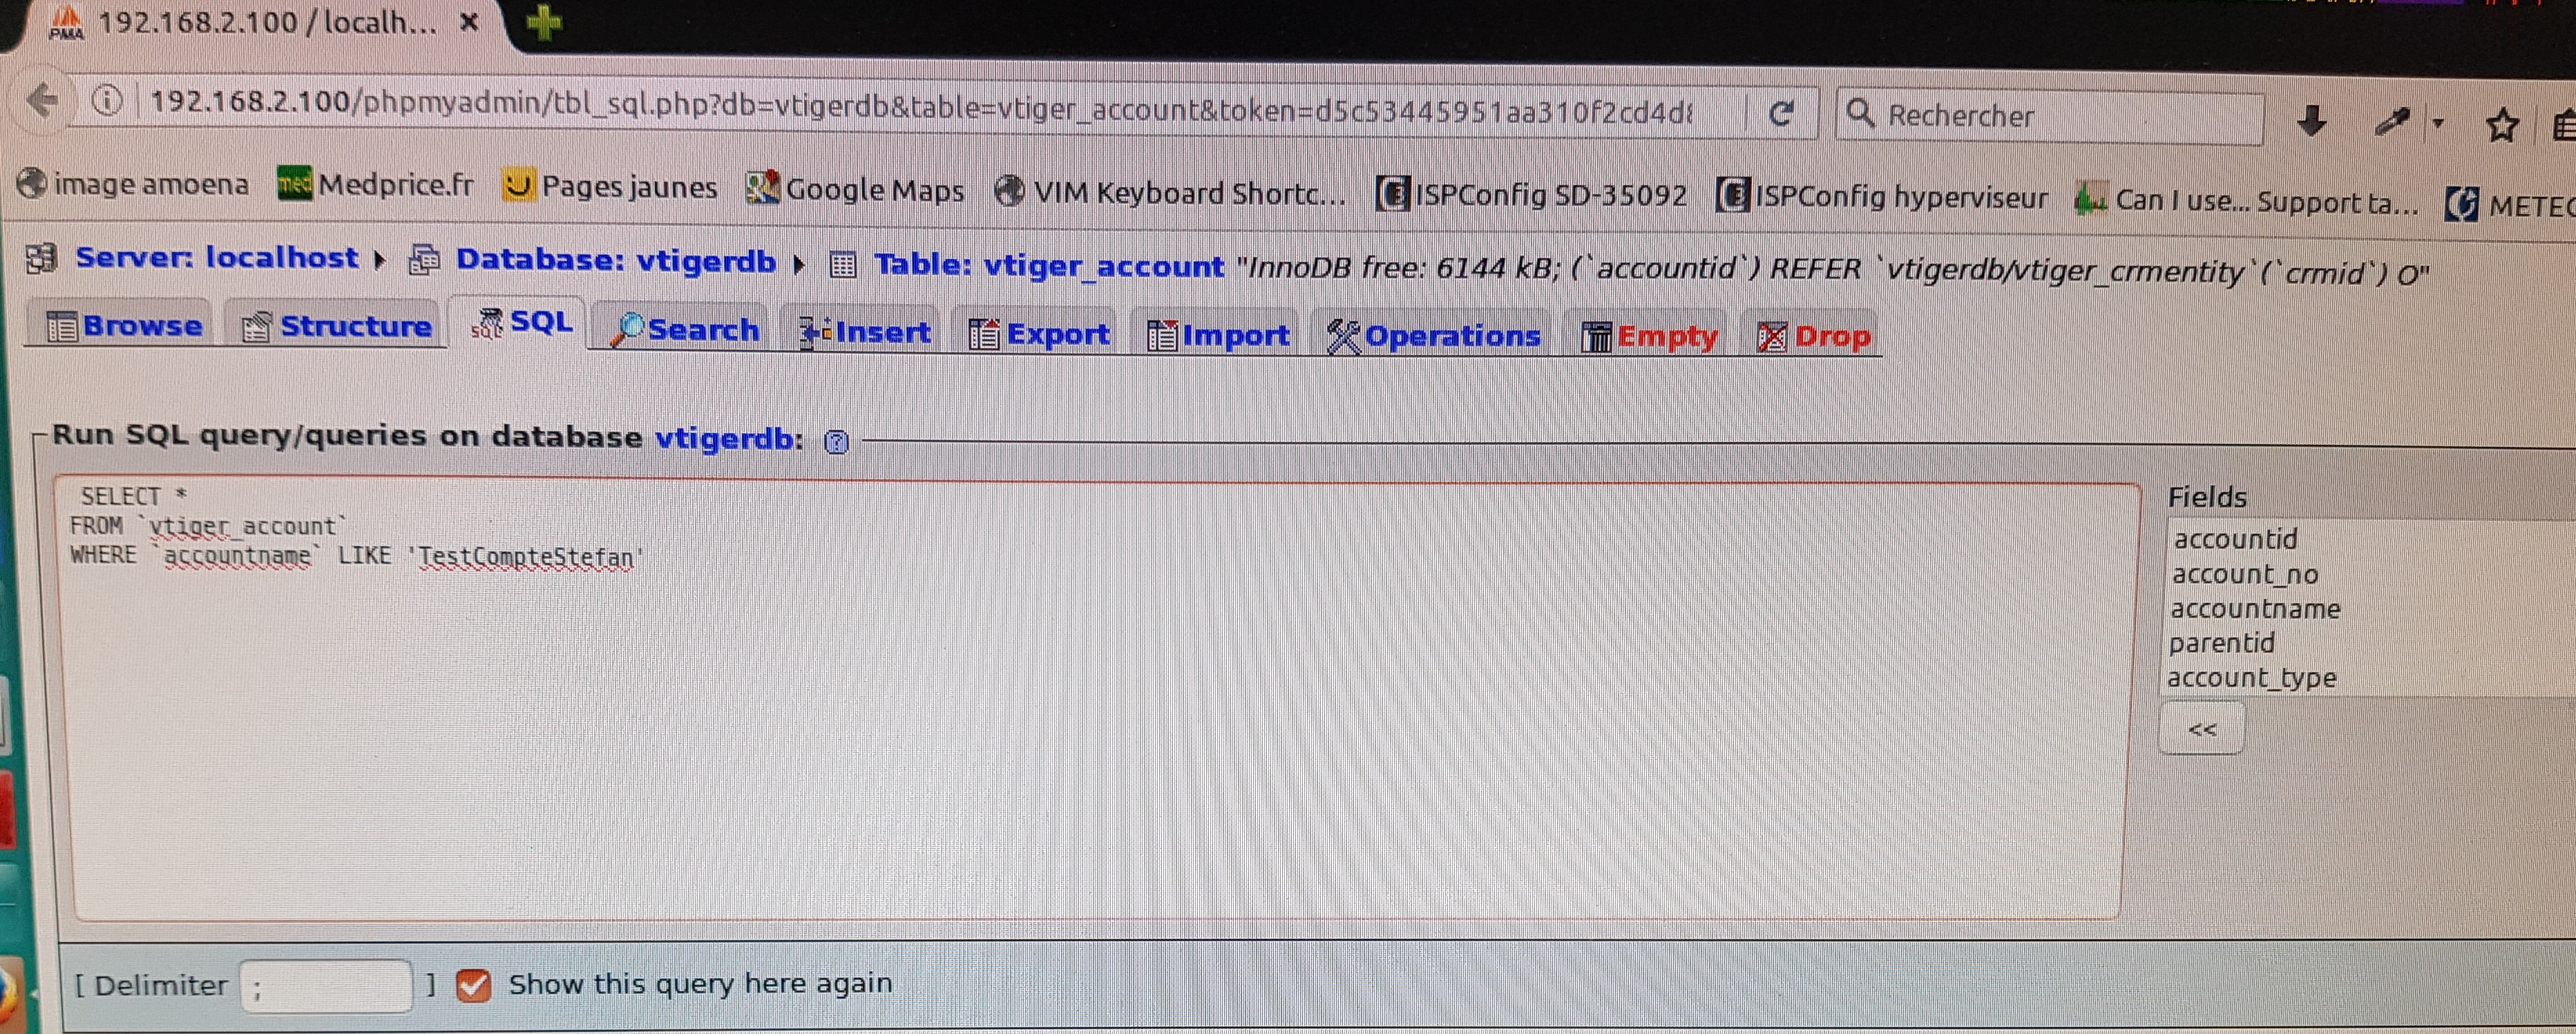 PMA 192.168.2.100 / localh...
192.168.2.100/phpmyadmin/tbl_sql.php?db=vtigerdb&table=vtiger_account&token=d5c53445951aa310f2cd4d8 Rechercher
image amoena med Medprice.fr Pages jaunes Google Maps VIM Keyboard Shortc... ISPConfig SD-35092 ISPConfig hyperviseur Can I use... Support ta... METEO
Server: localhost Database: vtigerdb Table: vtiger_account "InnoDB free: 6144 kB; (`accountid`) REFER `vtigerdb/vtiger_crmentity`(`crmid`) O"
Browse Structure SQL Search Insert Export Import Operations Empty Drop
Run SQL query/queries on database vtigerdb:
SELECT *
FROM `vtiger_account`
WHERE `accountname` LIKE 'TestCompteStefan'
Fields
accountid
account_no
accountname
parentid
account_type
<<
[ Delimiter ; ] Show this query here again